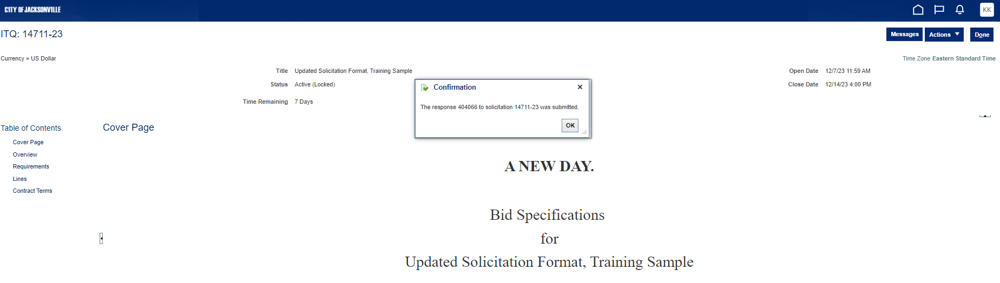 C1TY OF JACKSONV1LLE
KK
ITQ: 14711-23
Messages
Actions
Done
Currency = US Dollar
Time Zone Eastern Standard Time
Title Updated Solicitation Format, Training Sample
Open Date 12/7/23 11:59 AM
Status Active (Locked)
Close Date 12/14/23 4:00 PM
Time Remaining 7 Days
Confirmation
The response 404066 to solicitation 14711-23 was submitted.
OK
Table of Contents
Cover Page
Overview
Requirements
Lines
Contract Terms
Cover Page
A NEW DAY.
Bid Specifications
for
Updated Solicitation Format, Training Sample